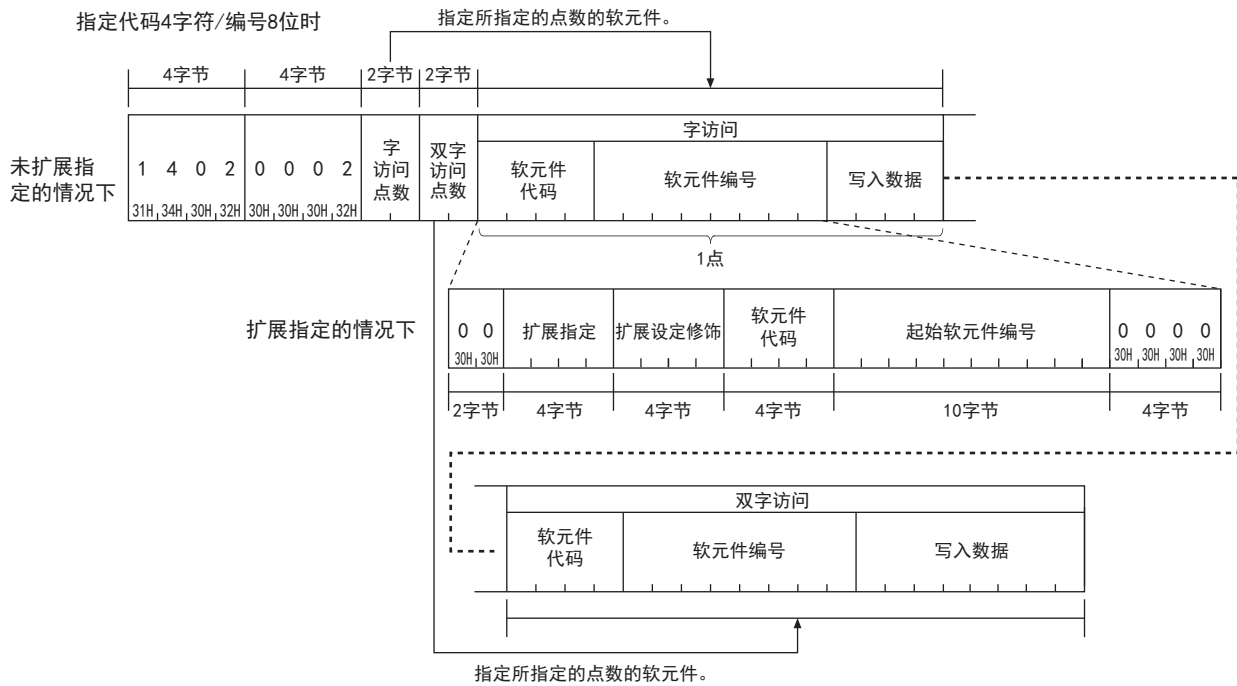 指定代码4字符/编号8位时
指定所指定的点数的软元件。
4字节 4字节 2字节 2字节
未扩展指定的情况下
1 4 0 2 0 0 0 2
31H 34H 30H 32H 30H 30H 30H 32H
字访问点数
双字访问点数
字访问
软元件代码
软元件编号
写入数据
1点
扩展指定的情况下
0 0
30H 30H
扩展指定
扩展设定修饰
软元件代码
起始软元件编号
0 0 0 0
30H 30H 30H 30H
2字节 4字节 4字节 4字节 10字节 4字节
双字访问
软元件代码
软元件编号
写入数据
指定所指定的点数的软元件。